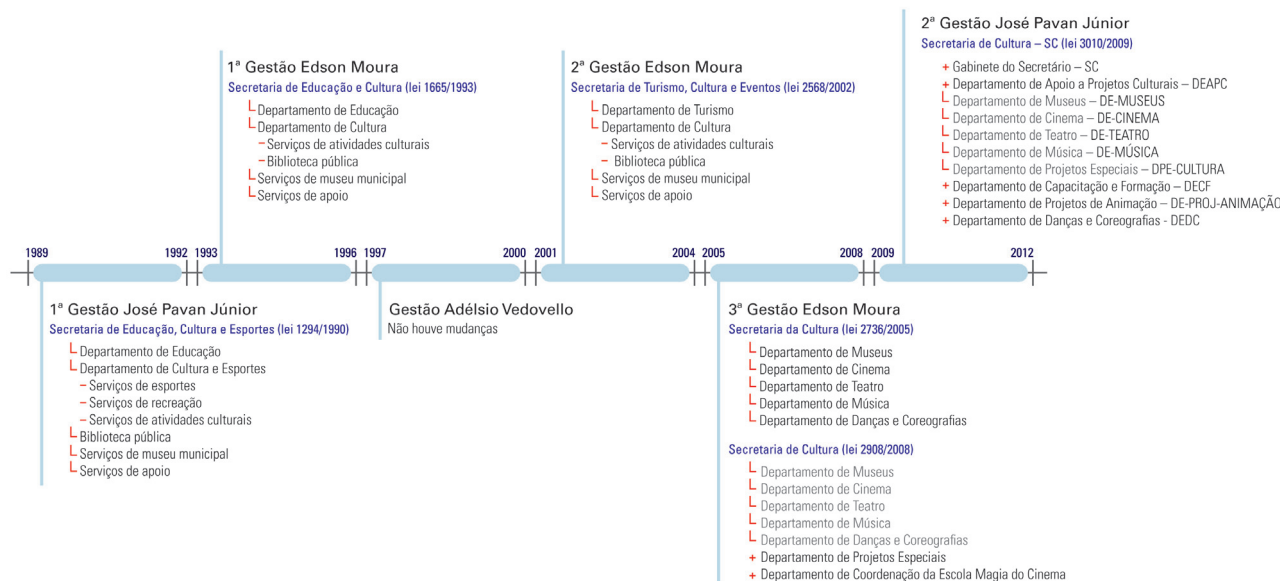 2ª Gestão José Pavan Júnior
Secretaria de Cultura – SC (lei 3010/2009)
+ Gabinete do Secretário – SC
+ Departamento de Apoio a Projetos Culturais – DEAPC
Departamento de Museus – DE-MUSEUS
Departamento de Cinema – DE-CINEMA
Departamento de Teatro – DE-TEATRO
Departamento de Música – DE-MÚSICA
Departamento de Projetos Especiais – DPE-CULTURA
+ Departamento de Capacitação e Formação – DECF
+ Departamento de Projetos de Animação – DE-PROJ-ANIMAÇÃO
+ Departamento de Danças e Coreografias - DEDC
1ª Gestão Edson Moura
Secretaria de Educação e Cultura (lei 1665/1993)
Departamento de Educação
Departamento de Cultura
– Serviços de atividades culturais
– Biblioteca pública
Serviços de museu municipal
Serviços de apoio
2ª Gestão Edson Moura
Secretaria de Turismo, Cultura e Eventos (lei 2568/2002)
Departamento de Turismo
Departamento de Cultura
– Serviços de atividades culturais
– Biblioteca pública
Serviços de museu municipal
Serviços de apoio
1989 1992 1993 1996 1997 2000 2001 2004 2005 2008 2009 2012
1ª Gestão José Pavan Júnior
Secretaria de Educação, Cultura e Esportes (lei 1294/1990)
Departamento de Educação
Departamento de Cultura e Esportes
– Serviços de esportes
– Serviços de recreação
– Serviços de atividades culturais
Biblioteca pública
Serviços de museu municipal
Serviços de apoio
Gestão Adélsio Vedovello
Não houve mudanças
3ª Gestão Edson Moura
Secretaria da Cultura (lei 2736/2005)
Departamento de Museus
Departamento de Cinema
Departamento de Teatro
Departamento de Música
Departamento de Danças e Coreografias
Secretaria de Cultura (lei 2908/2008)
Departamento de Museus
Departamento de Cinema
Departamento de Teatro
Departamento de Música
Departamento de Danças e Coreografias
+ Departamento de Projetos Especiais
+ Departamento de Coordenação da Escola Magia do Cinema